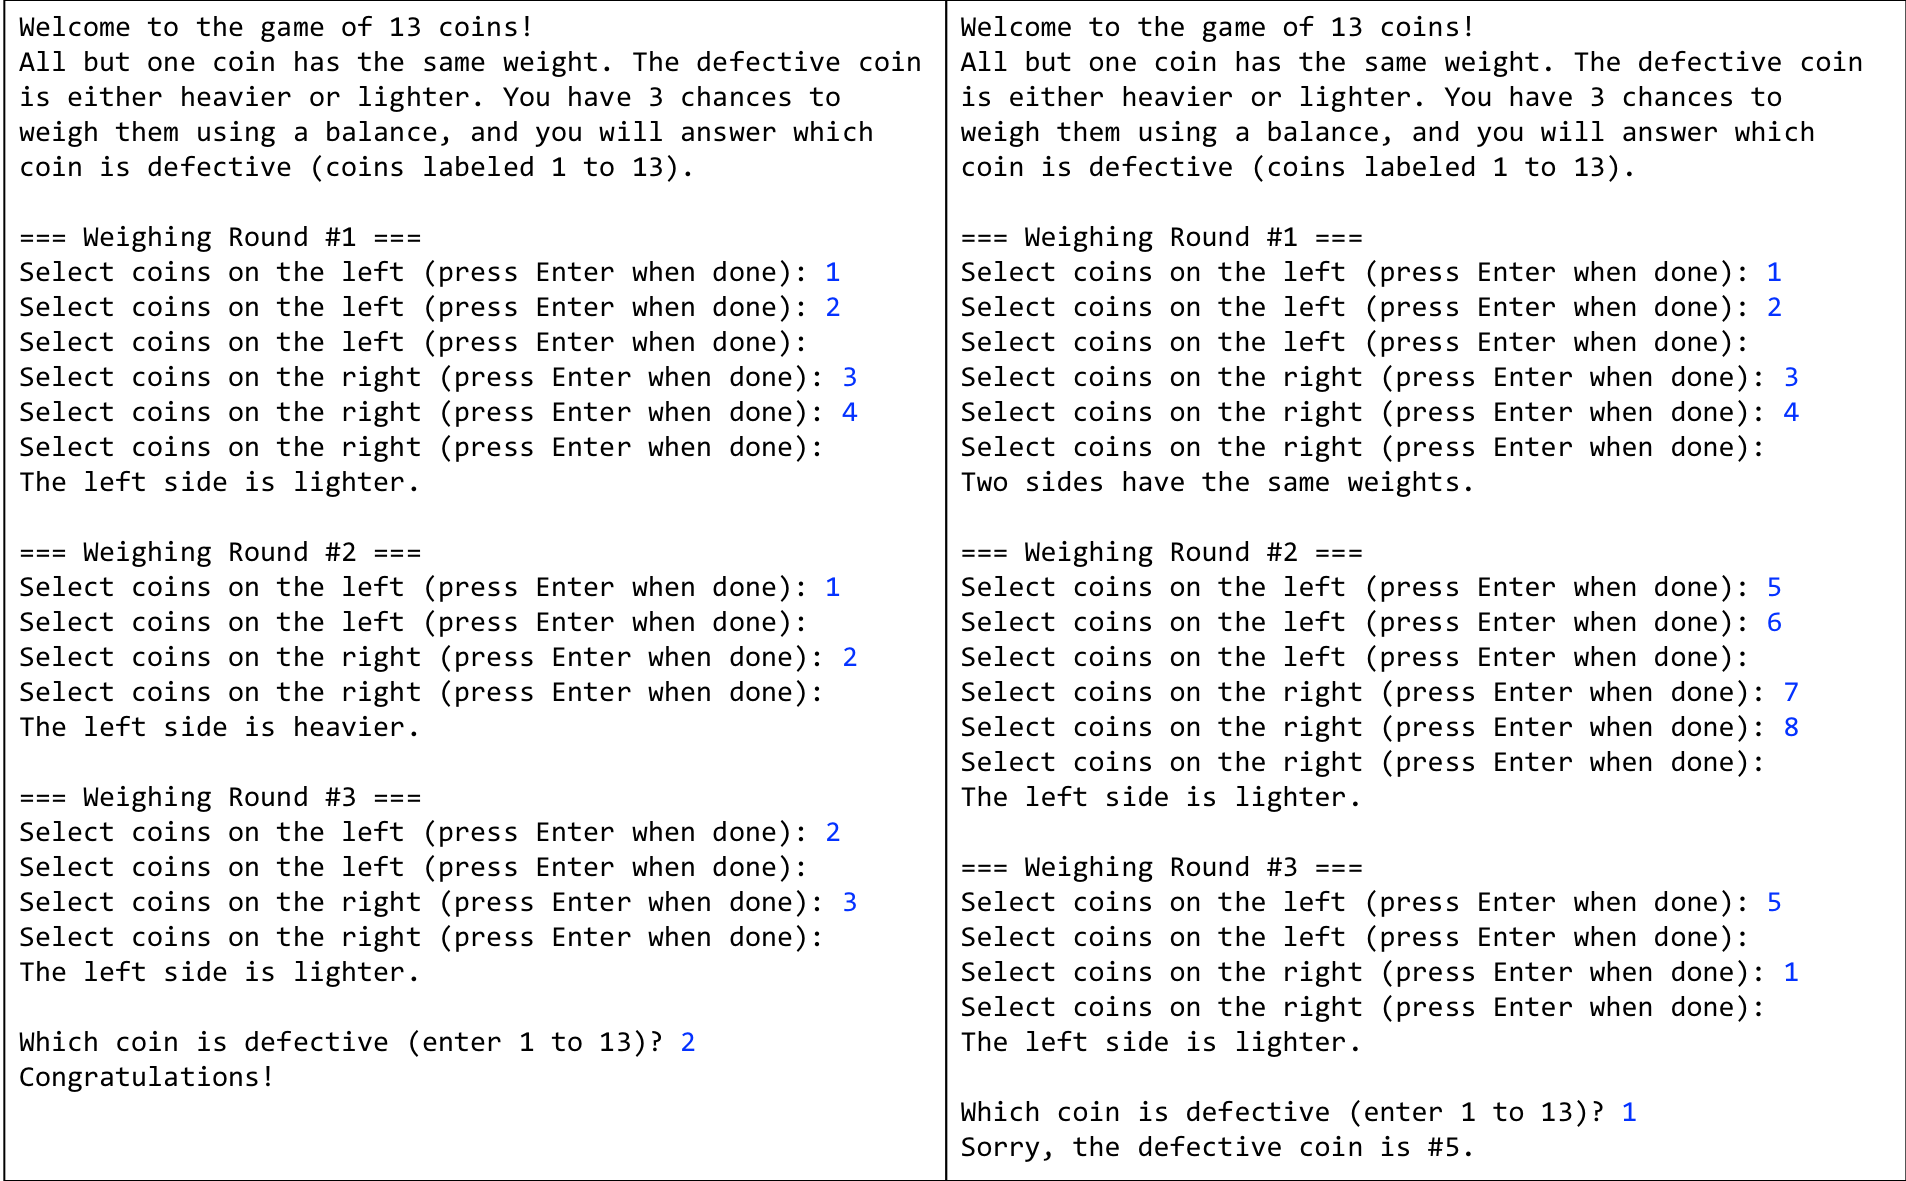 Welcome to the game of 13 coins!
All but one coin has the same weight. The defective coin
is either heavier or lighter. You have 3 chances to
weigh them using a balance, and you will answer which
coin is defective (coins labeled 1 to 13).
=== Weighing Round #1 ===
Select coins on the left (press Enter when done): 1
Select coins on the left (press Enter when done): 2
Select coins on the left (press Enter when done):
Select coins on the right (press Enter when done): 3
Select coins on the right (press Enter when done): 4
Select coins on the right (press Enter when done):
The left side is lighter.
=== Weighing Round #2 ===
Select coins on the left (press Enter when done): 1
Select coins on the left (press Enter when done):
Select coins on the right (press Enter when done): 2
Select coins on the right (press Enter when done):
The left side is heavier.
=== Weighing Round #3 ===
Select coins on the left (press Enter when done): 2
Select coins on the left (press Enter when done):
Select coins on the right (press Enter when done): 3
Select coins on the right (press Enter when done):
The left side is lighter.
Which coin is defective (enter 1 to 13)? 2
Congratulations!
Welcome to the game of 13 coins!
All but one coin has the same weight. The defective coin
is either heavier or lighter. You have 3 chances to
weigh them using a balance, and you will answer which
coin is defective (coins labeled 1 to 13).
=== Weighing Round #1 ===
Select coins on the left (press Enter when done): 1
Select coins on the left (press Enter when done): 2
Select coins on the left (press Enter when done):
Select coins on the right (press Enter when done): 3
Select coins on the right (press Enter when done): 4
Select coins on the right (press Enter when done):
Two sides have the same weights.
=== Weighing Round #2 ===
Select coins on the left (press Enter when done): 5
Select coins on the left (press Enter when done): 6
Select coins on the left (press Enter when done):
Select coins on the right (press Enter when done): 7
Select coins on the right (press Enter when done): 8
Select coins on the right (press Enter when done):
The left side is lighter.
=== Weighing Round #3 ===
Select coins on the left (press Enter when done): 5
Select coins on the left (press Enter when done):
Select coins on the right (press Enter when done): 1
Select coins on the right (press Enter when done):
The left side is lighter.
Which coin is defective (enter 1 to 13)? 1
Sorry, the defective coin is #5.